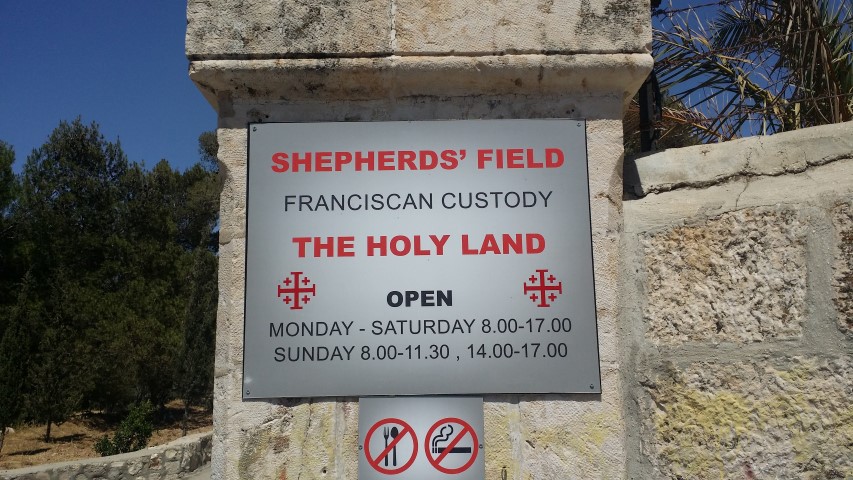 SHEPHERDS' FIELD
FRANCISCAN CUSTODY
THE HOLY LAND
OPEN
MONDAY - SATURDAY 8.00-17.00
SUNDAY 8.00-11.30 , 14.00-17.00